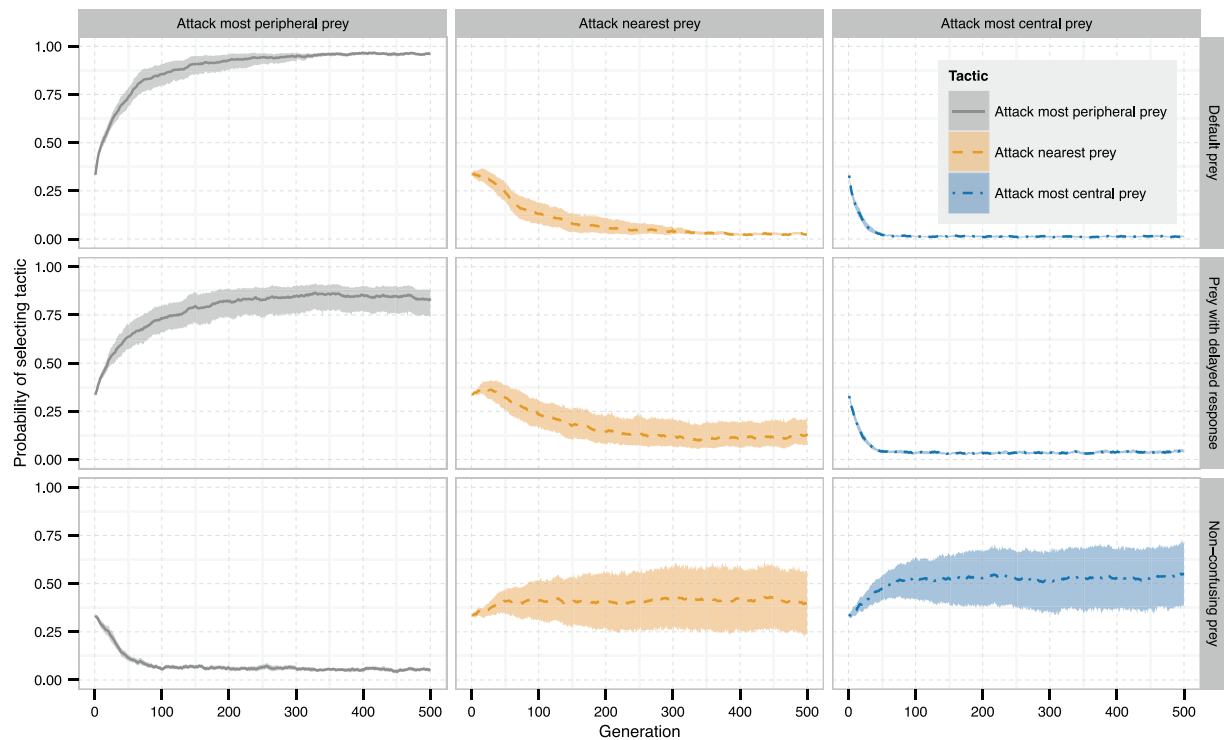 Attack most peripheral prey
Attack nearest prey
Attack most central prey
Probability of selecting tactic
1.00
0.75
0.50
0.25
0.00
Default prey
Tactic
Attack most peripheral prey
Attack nearest prey
Attack most central prey
1.00
0.75
0.50
0.25
0.00
Prey with delayed response
1.00
0.75
0.50
0.25
0.00
Non−confusing prey
0 100 200 300 400 500
0 100 200 300 400 500
0 100 200 300 400 500
Generation